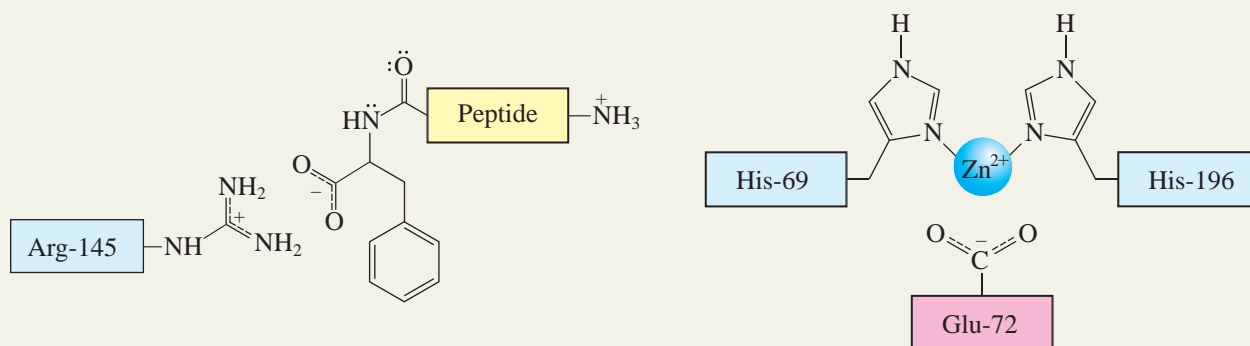 :Ö
HN̈
Peptide
N⁺H₃
O
−
O
NH₂
+
Arg-145
NH
NH₂
H
H
N
N
N
N
Zn²⁺
His-69
His-196
O
−
O
C
Glu-72